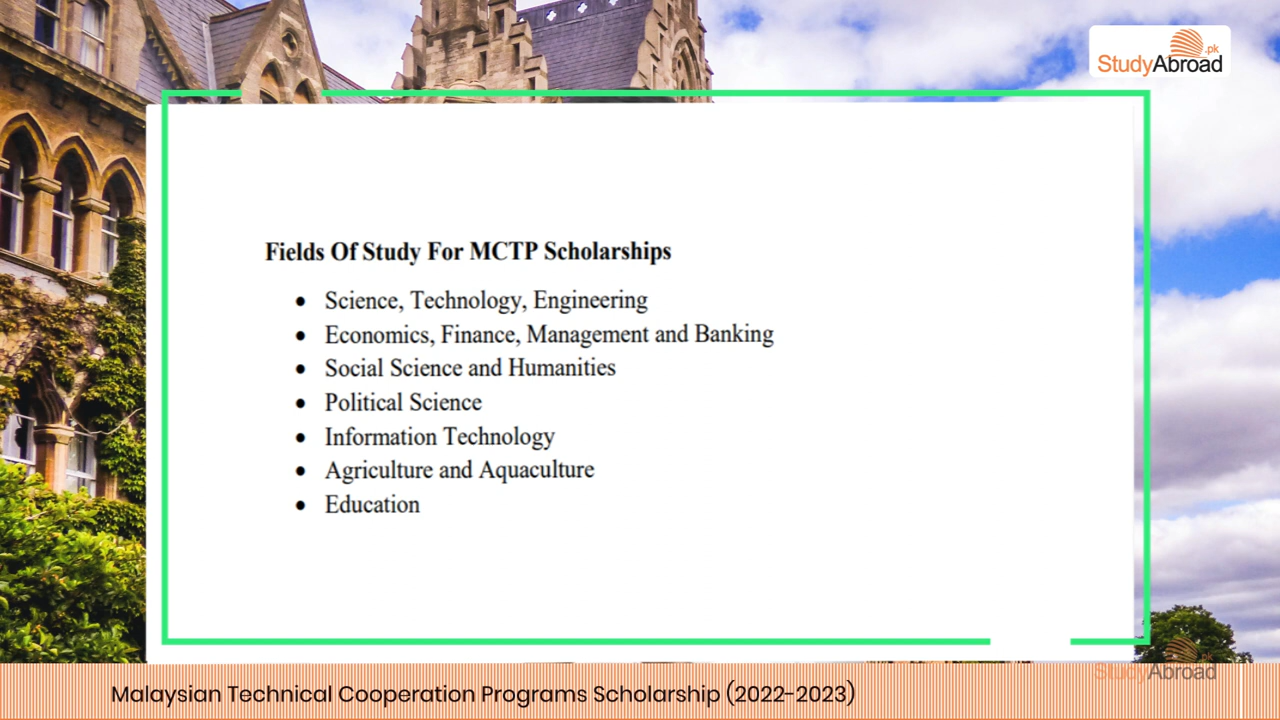 StudyAbroad.pk
Fields Of Study For MCTP Scholarships
• Science, Technology, Engineering
• Economics, Finance, Management and Banking
• Social Science and Humanities
• Political Science
• Information Technology
• Agriculture and Aquaculture
• Education
StudyAbroad.pk
Malaysian Technical Cooperation Programs Scholarship (2022-2023)